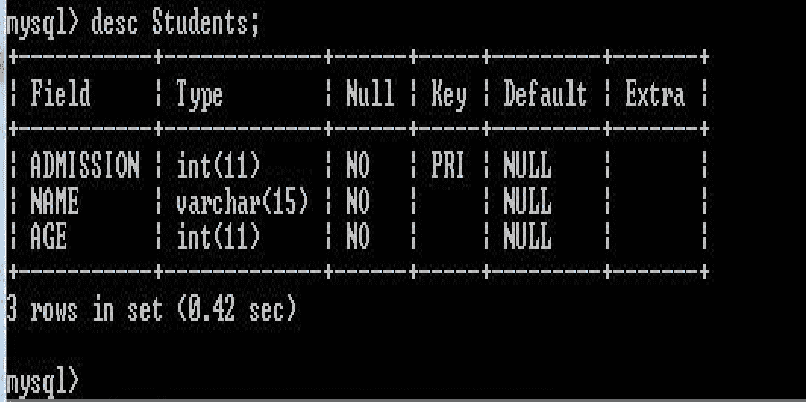 mysql> desc Students;
+-----------+-------------+------+-----+---------+-------+
| Field     | Type        | Null | Key | Default | Extra |
+-----------+-------------+------+-----+---------+-------+
| ADMISSION | int(11)     | NO   | PRI | NULL    |       |
| NAME      | varchar(15) | NO   |     | NULL    |       |
| AGE       | int(11)     | NO   |     | NULL    |       |
+-----------+-------------+------+-----+---------+-------+
3 rows in set (0.42 sec)
mysql>